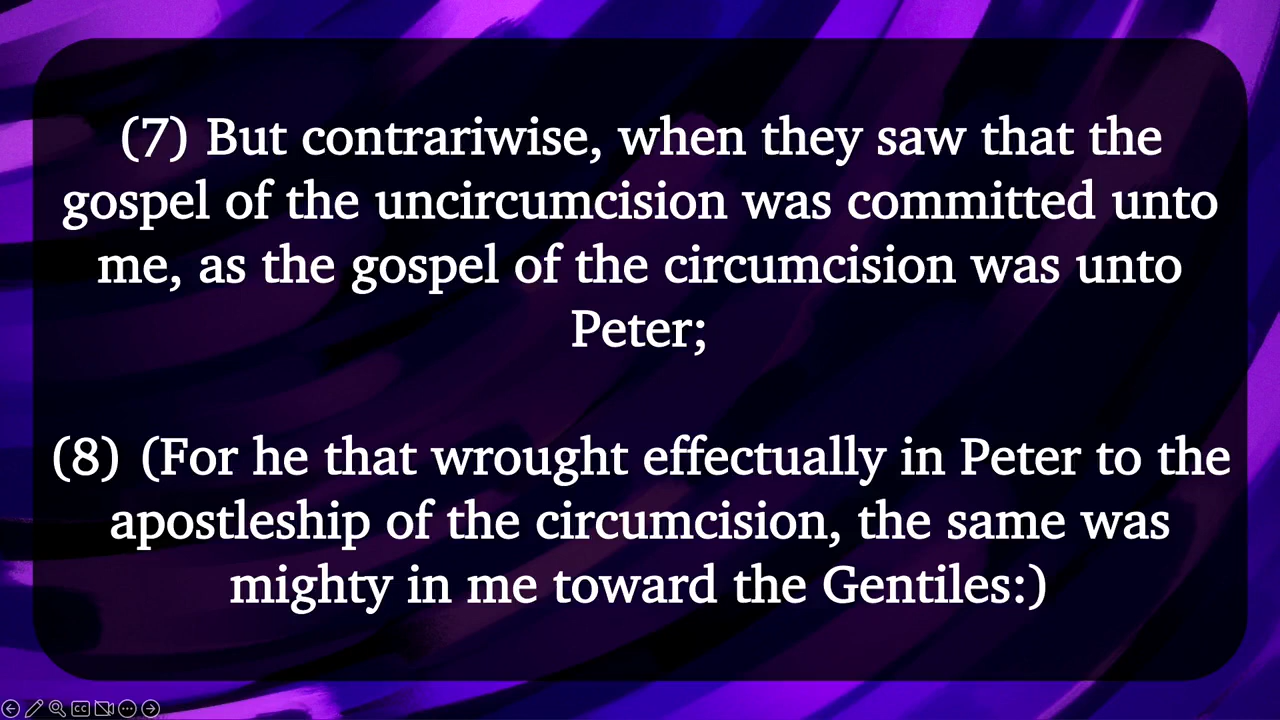 (7) But contrariwise, when they saw that the
gospel of the uncircumcision was committed unto
me, as the gospel of the circumcision was unto
Peter;
(8) (For he that wrought effectually in Peter to the
apostleship of the circumcision, the same was
mighty in me toward the Gentiles:)